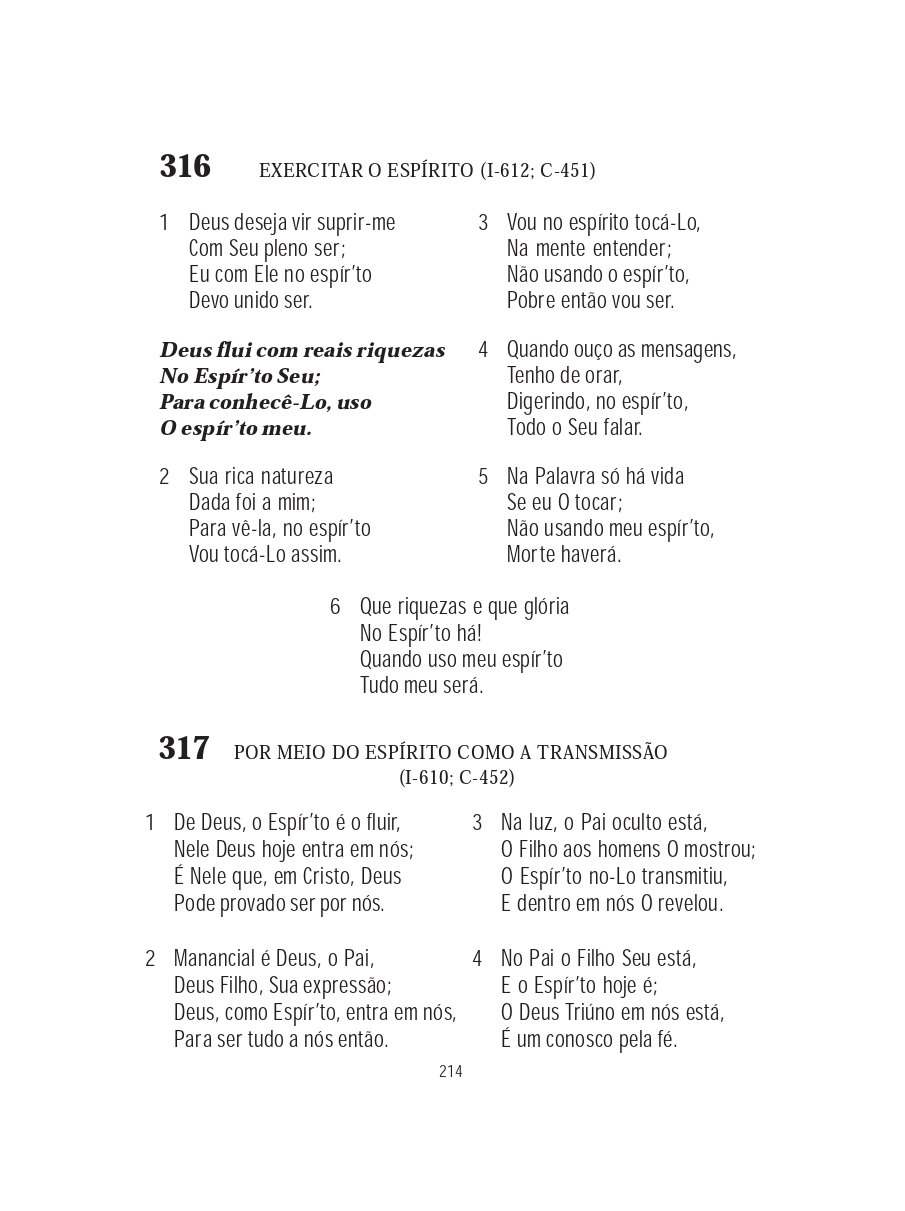 316 EXERCITAR O ESPÍRITO (I-612; C-451)
1 Deus deseja vir suprir-me
Com Seu pleno ser;
Eu com Ele no espír’to
Devo unido ser.
Deus flui com reais riquezas
No Espír’to Seu;
Para conhecê-Lo, uso
O espír’to meu.
2 Sua rica natureza
Dada foi a mim;
Para vê-la, no espír’to
Vou tocá-Lo assim.
3 Vou no espírito tocá-Lo,
Na mente entender;
Não usando o espír’to,
Pobre então vou ser.
4 Quando ouço as mensagens,
Tenho de orar,
Digerindo, no espír’to,
Todo o Seu falar.
5 Na Palavra só há vida
Se eu O tocar;
Não usando meu espír’to,
Morte haverá.
6 Que riquezas e que glória
No Espír’to há!
Quando uso meu espír’to
Tudo meu será.
317 POR MEIO DO ESPÍRITO COMO A TRANSMISSÃO
(I-610; C-452)
1 De Deus, o Espír’to é o fluir,
Nele Deus hoje entra em nós;
É Nele que, em Cristo, Deus
Pode provado ser por nós.
2 Manancial é Deus, o Pai,
Deus Filho, Sua expressão;
Deus, como Espír’to, entra em nós,
Para ser tudo a nós então.
3 Na luz, o Pai oculto está,
O Filho aos homens O mostrou;
O Espír’to no-Lo transmitiu,
E dentro em nós O revelou.
4 No Pai o Filho Seu está,
E o Espír’to hoje é;
O Deus Triúno em nós está,
É um conosco pela fé.
214